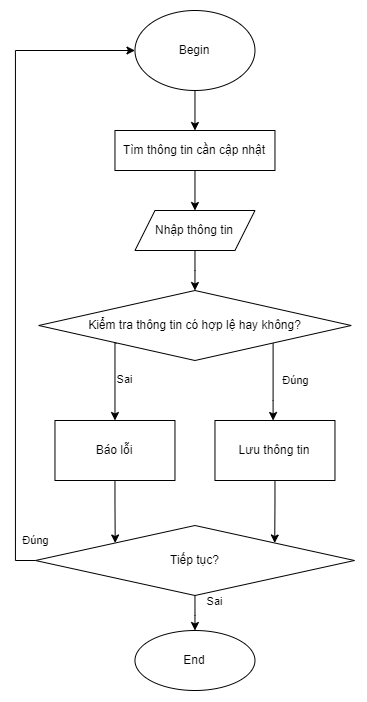 Begin
Tìm thông tin cần cập nhật
Nhập thông tin
Kiểm tra thông tin có hợp lệ hay không?
Sai
Đúng
Báo lỗi
Lưu thông tin
Đúng
Tiếp tục?
Sai
End